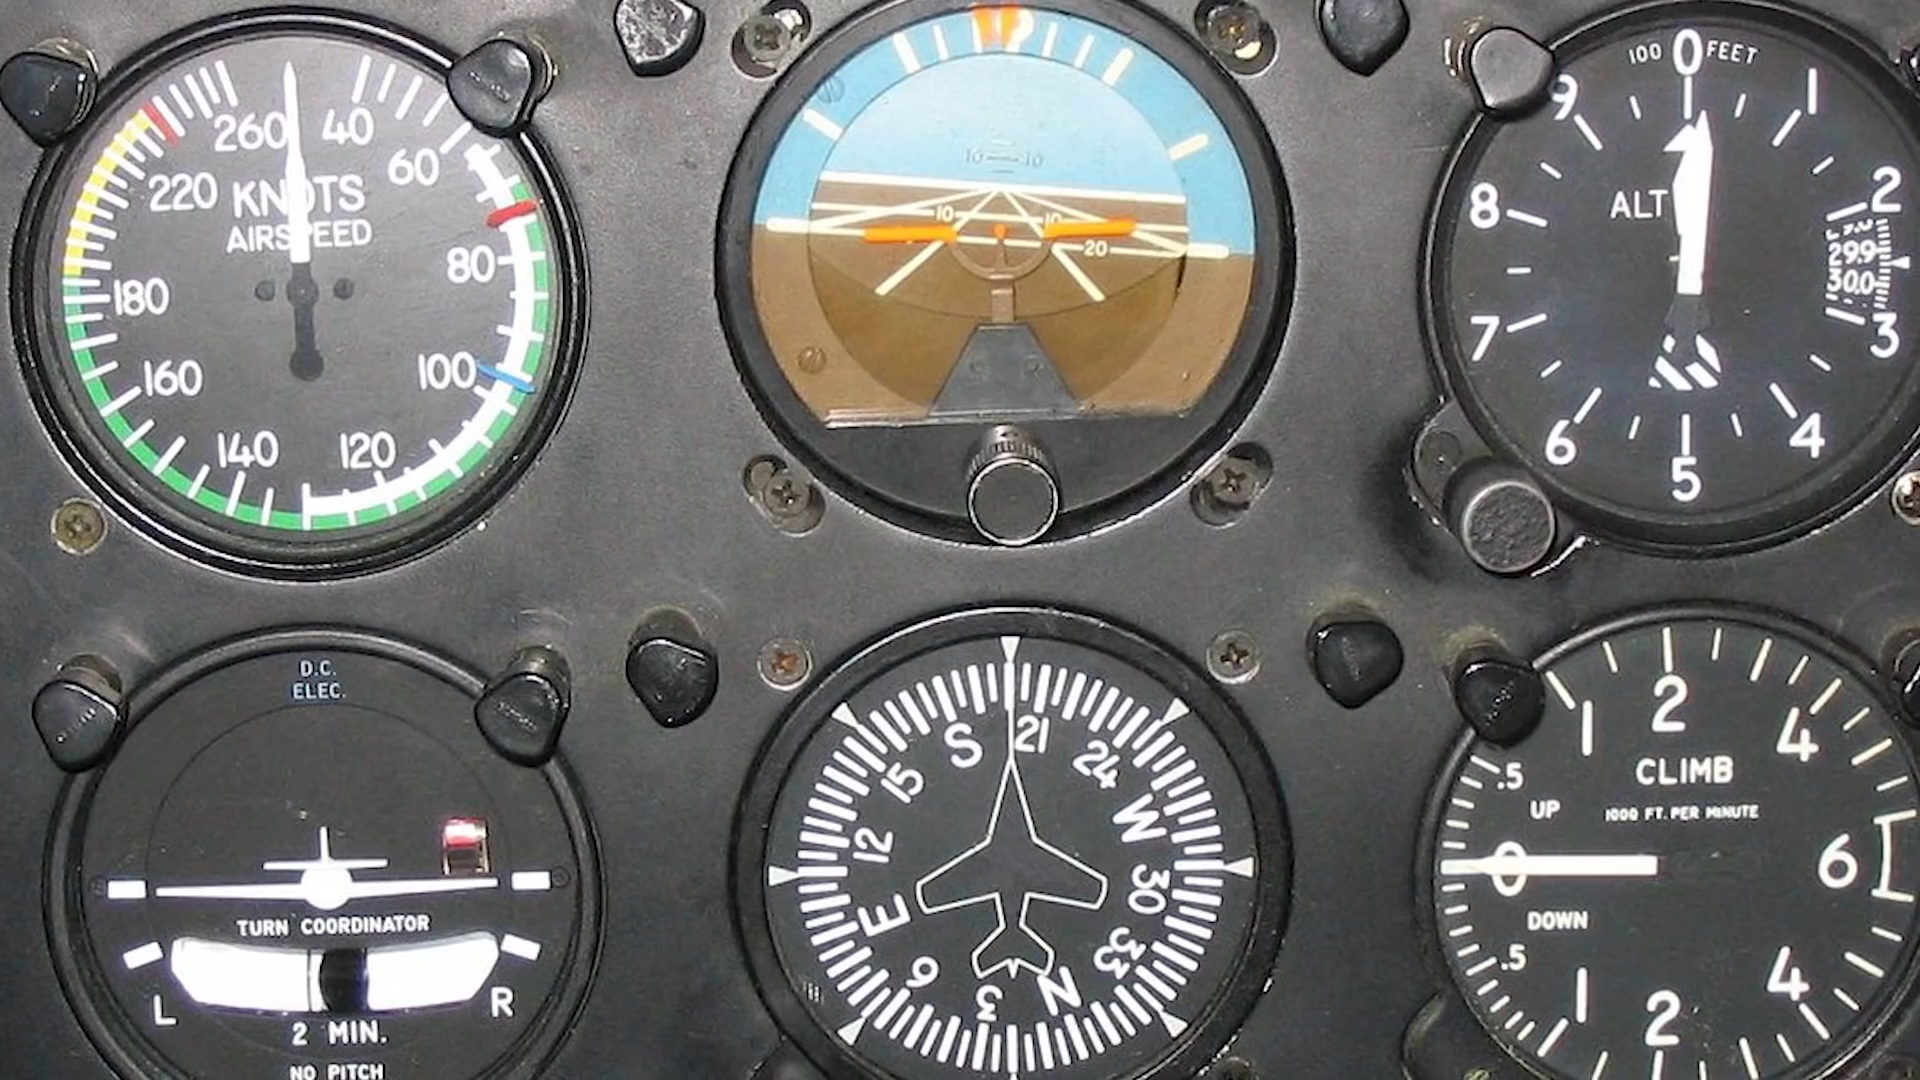 260 40
220 60
KNOTS
AIRSPEED
180 80
160 100
140 120
10 10
10 10
20
100 0 FEET
9 1
8 ALT 2
29.9
30.0
7 3
6 4
5
D.C.
ELEC.
TURN COORDINATOR
L R
2 MIN.
NO PITCH
S 21
15 24
12 W
E 30
6 33
3 N
1 2 4
.5 CLIMB
UP 1000 FT. PER MINUTE
0 6
DOWN
.5
1 2 4